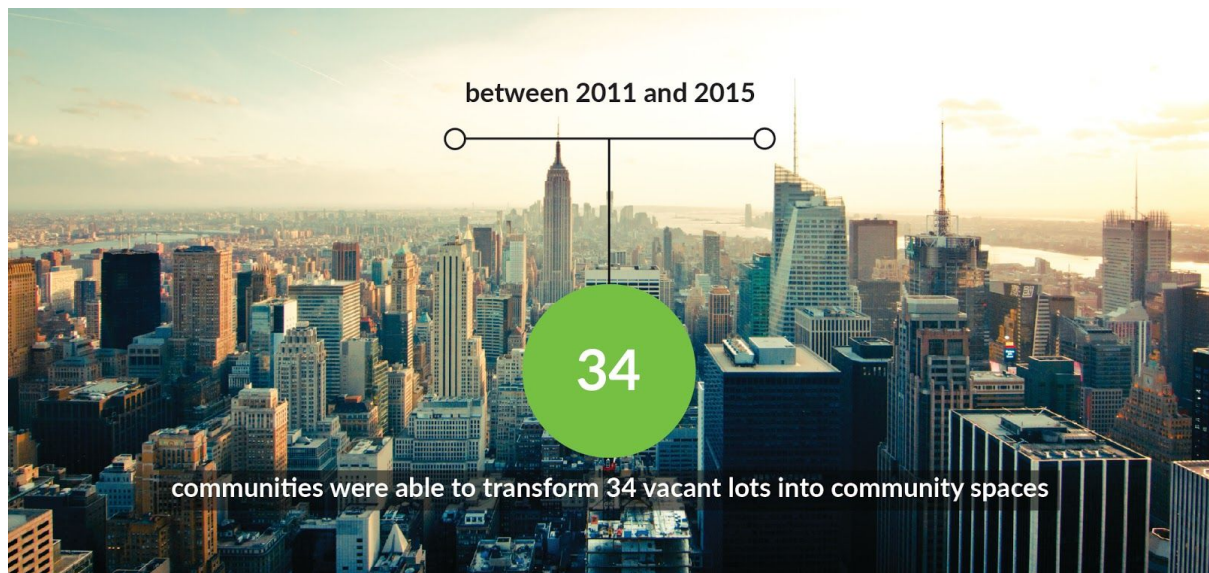 between 2011 and 2015
34
communities were able to transform 34 vacant lots into community spaces